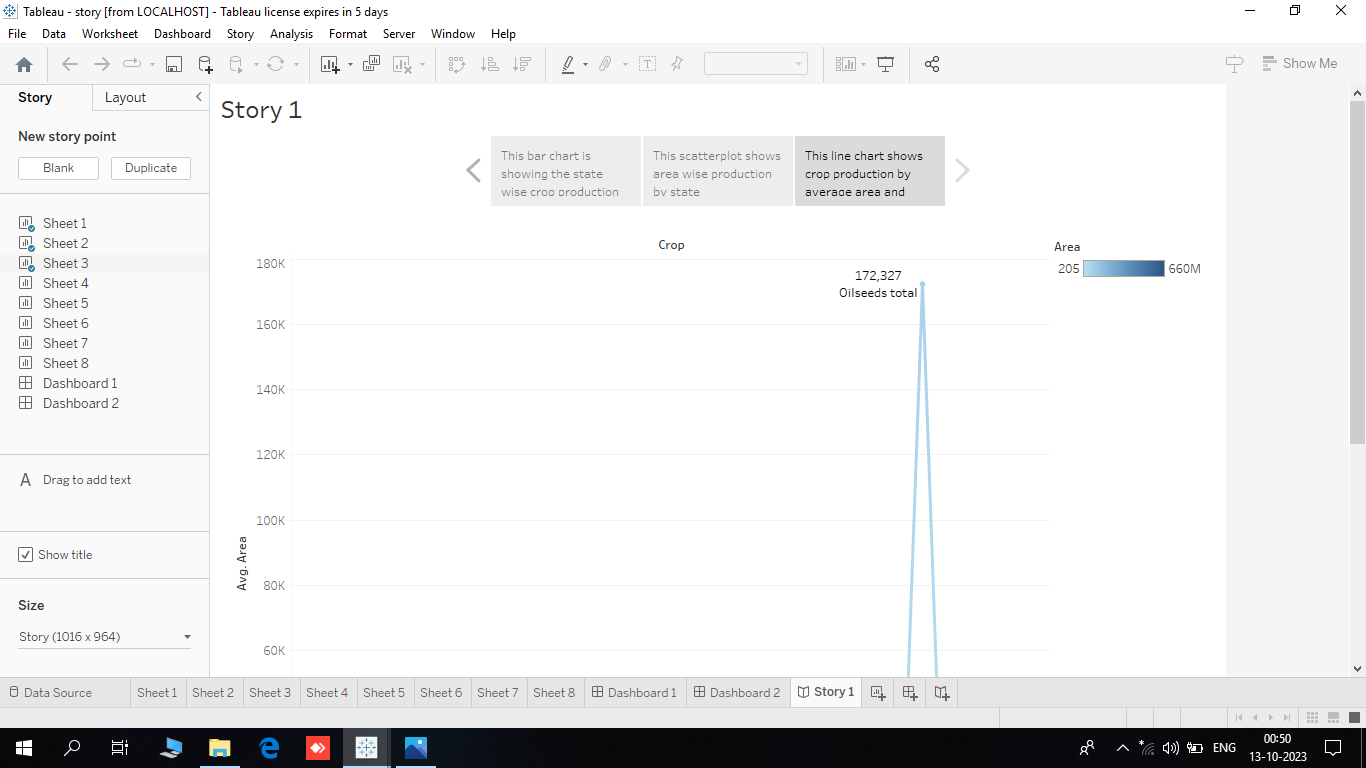 Tableau - story [from LOCALHOST] - Tableau license expires in 5 days
File Data Worksheet Dashboard Story Analysis Format Server Window Help
Show Me
Story Layout
New story point
Blank Duplicate
Sheet 1
Sheet 2
Sheet 3
Sheet 4
Sheet 5
Sheet 6
Sheet 7
Sheet 8
Dashboard 1
Dashboard 2
A Drag to add text
Show title
Size
Story (1016 x 964)
Story 1
This bar chart is
showing the state
wise crop production
This scatterplot shows
area wise production
by state
This line chart shows
crop production by
average area and
Crop
Area
205 660M
172,327
Oilseeds total
180K
160K
140K
120K
100K
80K
60K
Avg. Area
Data Source Sheet 1 Sheet 2 Sheet 3 Sheet 4 Sheet 5 Sheet 6 Sheet 7 Sheet 8 Dashboard 1 Dashboard 2 Story 1
ENG
00:50
13-10-2023